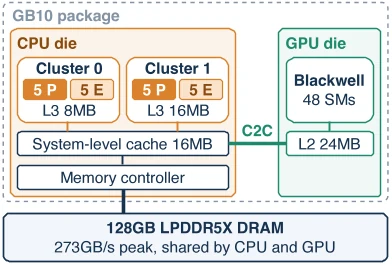 GB10 package
CPU die
GPU die
Cluster 0
5 P
5 E
L3 8MB
Cluster 1
5 P
5 E
L3 16MB
Blackwell
48 SMs
C2C
System-level cache 16MB
L2 24MB
Memory controller
128GB LPDDR5X DRAM
273GB/s peak, shared by CPU and GPU